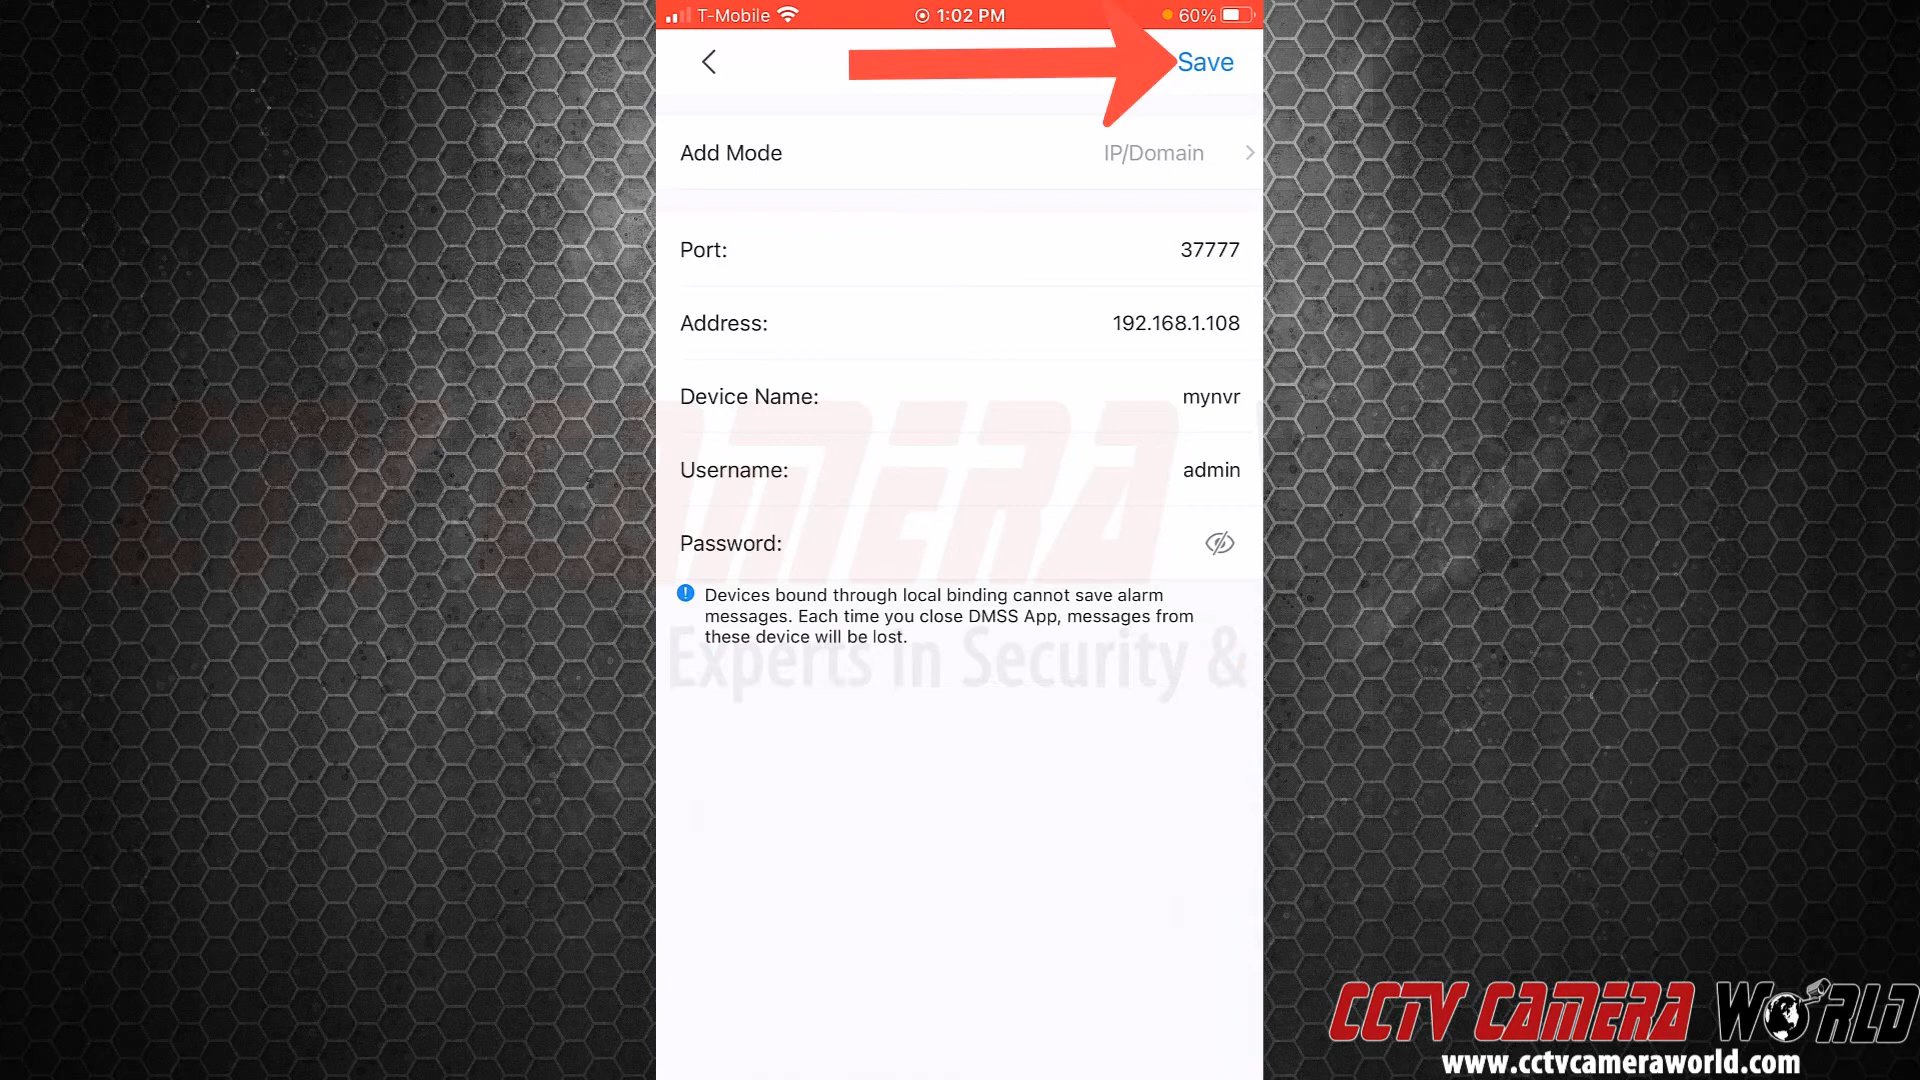 T-Mobile 1:02 PM 60%
Save
Add Mode IP/Domain
Port: 37777
Address: 192.168.1.108
Device Name: mynvr
Username: admin
Password:
Devices bound through local binding cannot save alarm
messages. Each time you close DMSS App, messages from
these device will be lost.
CCTV CAMERA W
Experts in Security &
CCTV CAMERA WORLD
www.cctvcameraworld.com